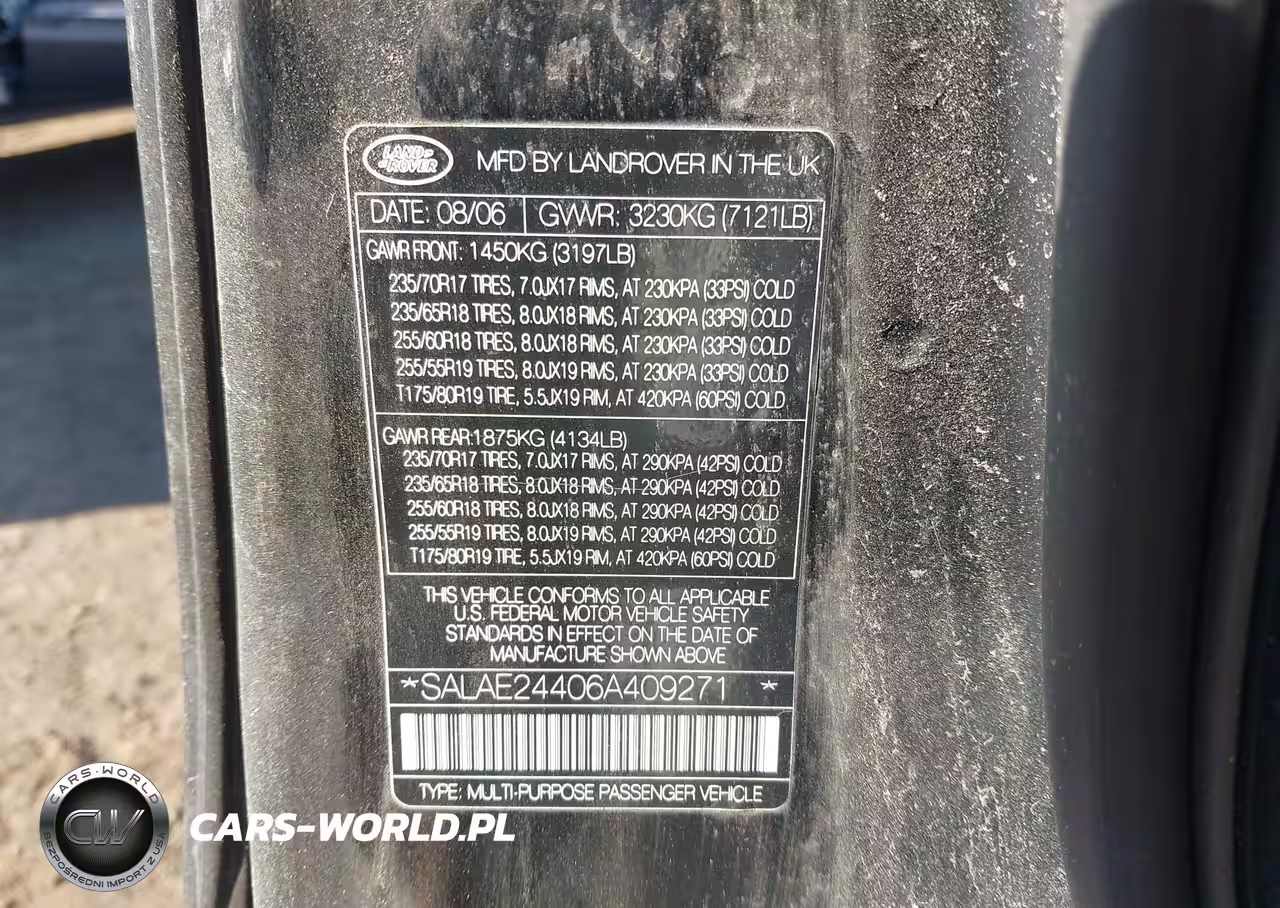 LAND-
-ROVER
MFD BY LANDROVER IN THE UK
DATE: 08/06 GVWR: 3230KG (7121LB)
GAWR FRONT: 1450KG (3197LB)
235/70R17 TIRES, 7.0JX17 RIMS, AT 230KPA (33PSI) COLD
235/65R18 TIRES, 8.0JX18 RIMS, AT 230KPA (33PSI) COLD
255/60R18 TIRES, 8.0JX18 RIMS, AT 230KPA (33PSI) COLD
255/55R19 TIRES, 8.0JX19 RIMS, AT 230KPA (33PSI) COLD
T175/80R19 TIRE, 5.5JX19 RIM, AT 420KPA (60PSI) COLD
GAWR REAR:1875KG (4134LB)
235/70R17 TIRES, 7.0JX17 RIMS, AT 290KPA (42PSI) COLD
235/65R18 TIRES, 8.0JX18 RIMS, AT 290KPA (42PSI) COLD
255/60R18 TIRES, 8.0JX18 RIMS, AT 290KPA (42PSI) COLD
255/55R19 TIRES, 8.0JX19 RIMS, AT 290KPA (42PSI) COLD
T175/80R19 TIRE, 5.5JX19 RIM, AT 420KPA (60PSI) COLD
THIS VEHICLE CONFORMS TO ALL APPLICABLE
U.S. FEDERAL MOTOR VEHICLE SAFETY
STANDARDS IN EFFECT ON THE DATE OF
MANUFACTURE SHOWN ABOVE
*SALAE24406A409271 *
TYPE: MULTI-PURPOSE PASSENGER VEHICLE
CARS-WORLD
CW
BEZPOŚREDNI IMPORT Z USA
CARS-WORLD.PL